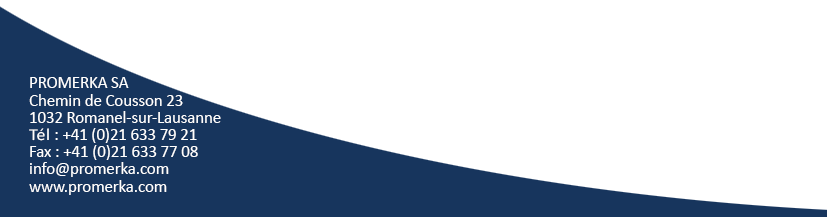 PROMERKA SA
Chemin de Cousson 23
1032 Romanel-sur-Lausanne
Tél : +41 (0)21 633 79 21
Fax : +41 (0)21 633 77 08
info@promerka.com
www.promerka.com